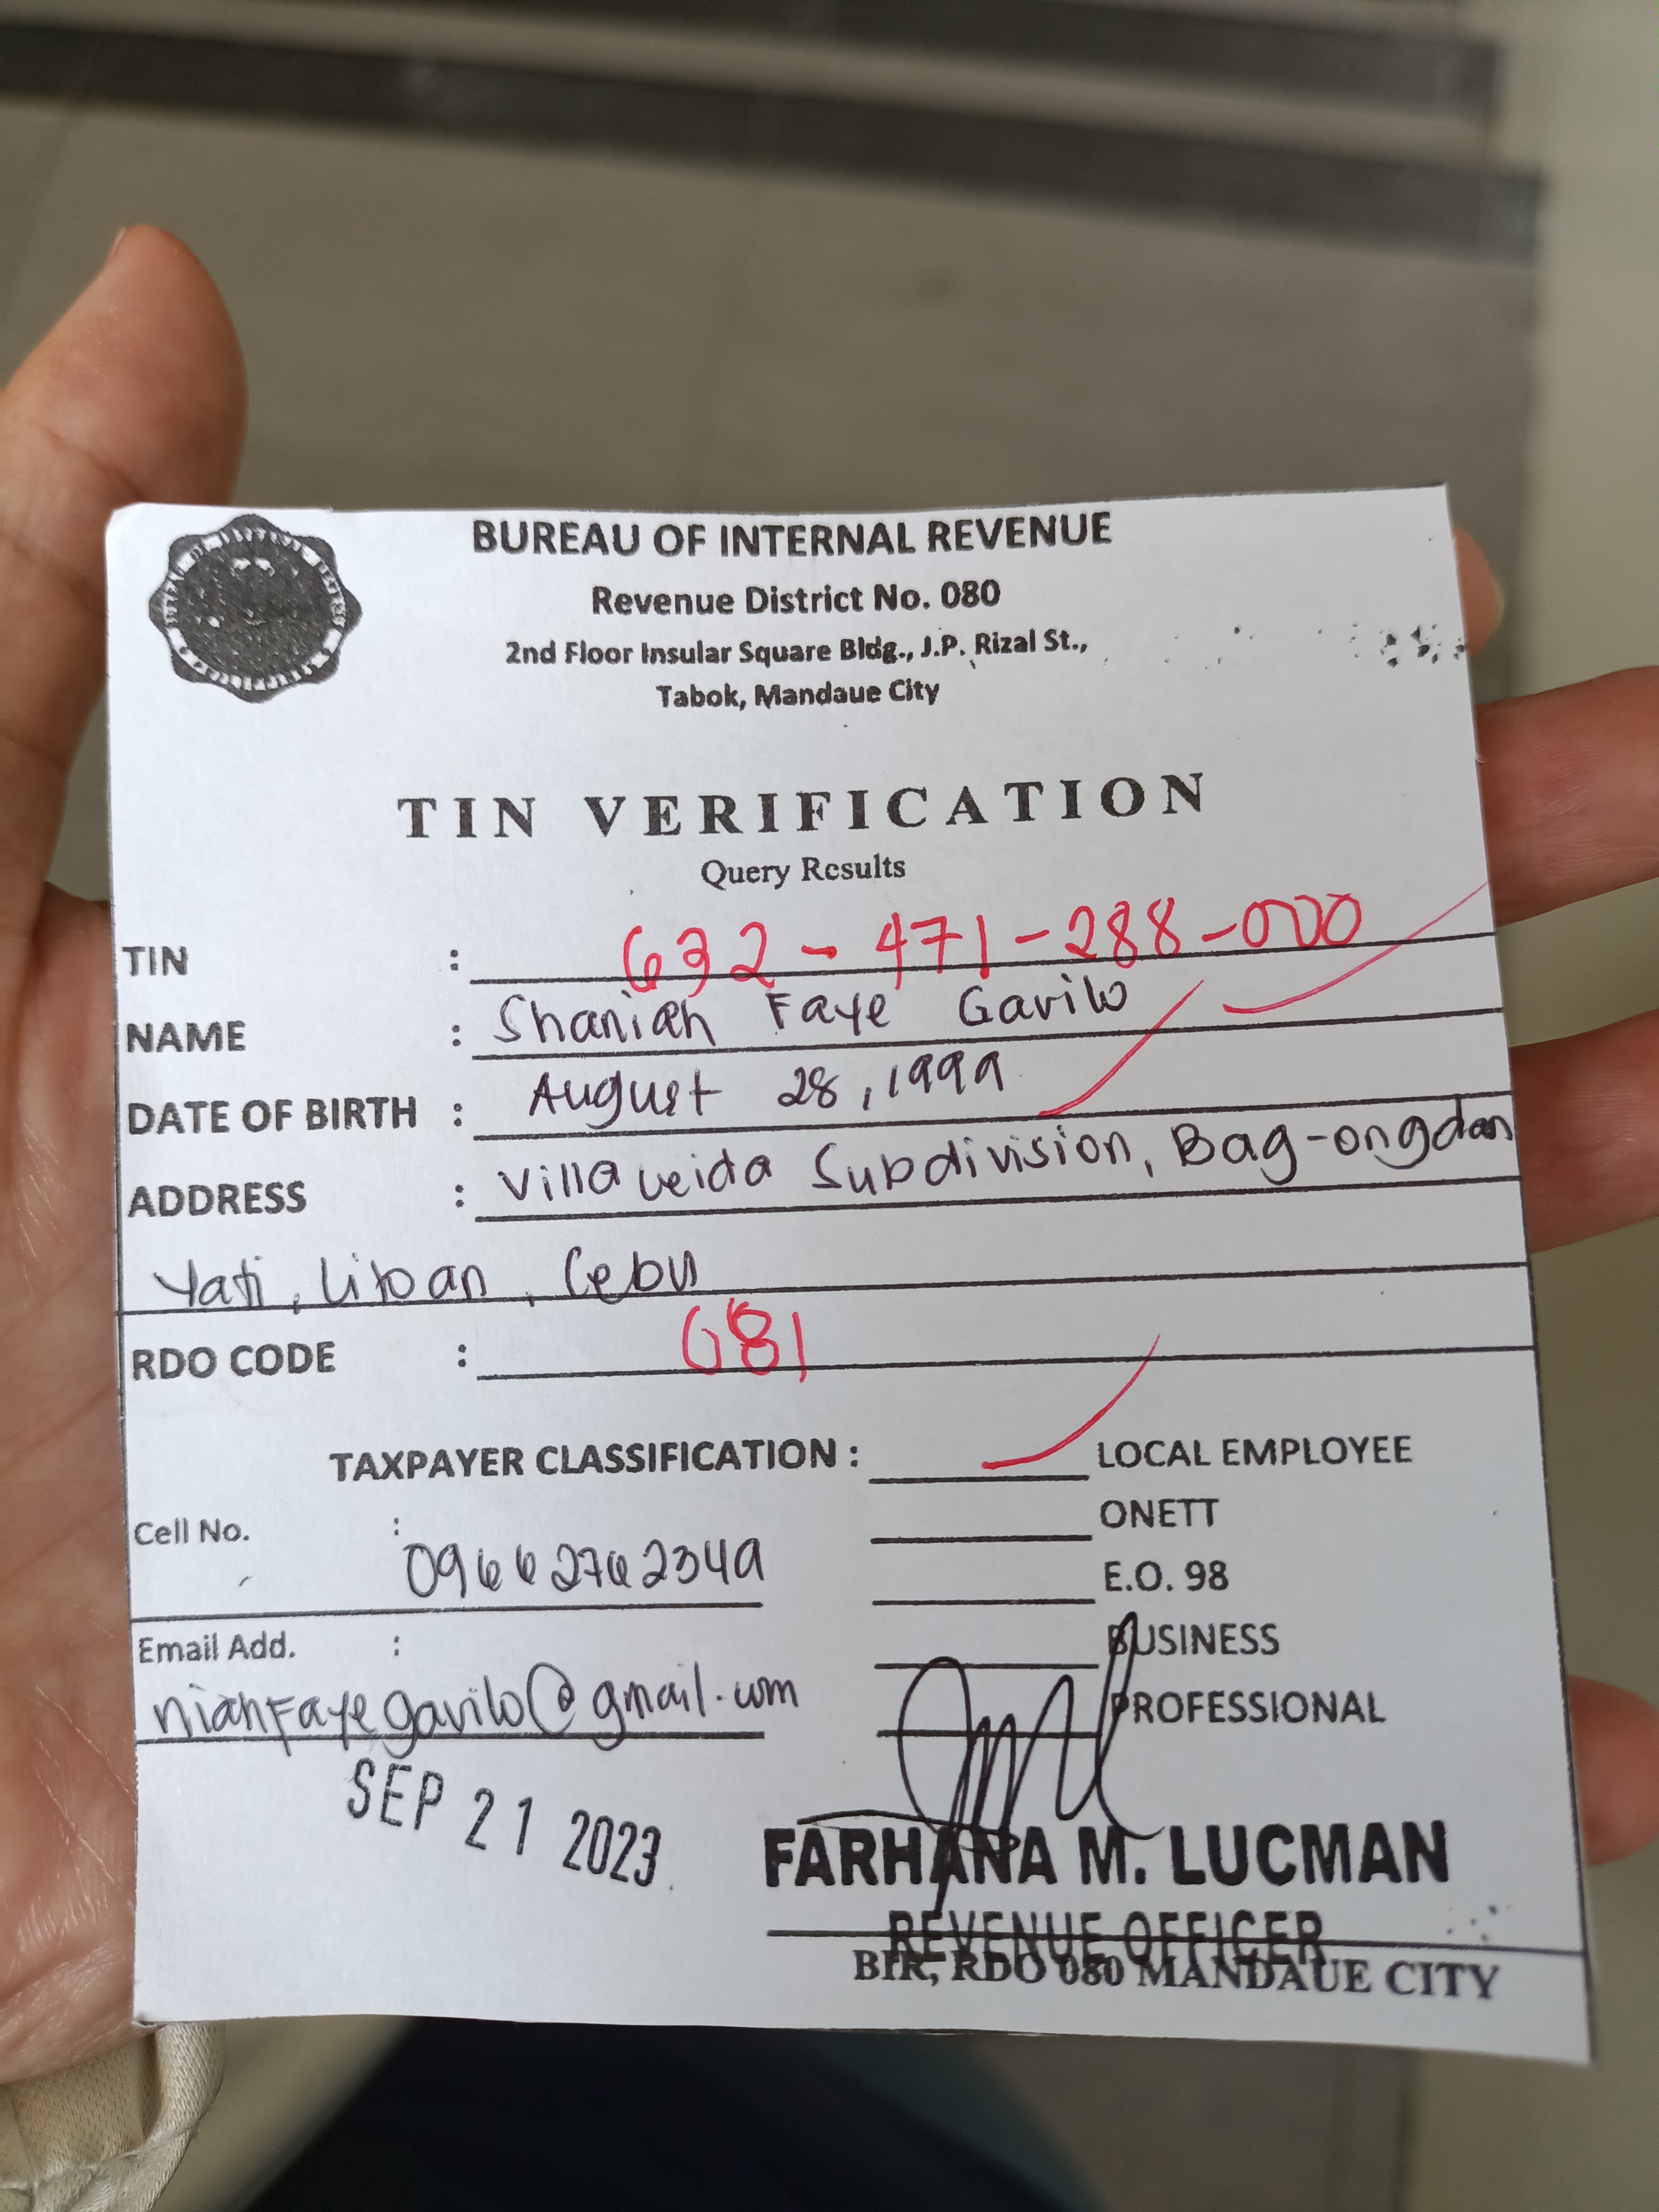 BUREAU OF INTERNAL REVENUE
Revenue District No. 080
2nd Floor Insular Square Bldg., J.P. Rizal St.,
Tabok, Mandaue City
TIN VERIFICATION
Query Results
TIN : 632-471-288-000
NAME : Shaniah Faye Gavilo
DATE OF BIRTH : August 28, 1999
ADDRESS : Villa Subdivision, Bag-ongdan
Yati, Liloan, Cebu
RDO CODE : 081
TAXPAYER CLASSIFICATION : LOCAL EMPLOYEE
ONETT
E.O. 98
BUSINESS
PROFESSIONAL
Cell No. :
Email Add. :
nianfayegavilo@gmail.com
SEP 21 2023
FARHANA M. LUCMAN
REVENUE OFFICER
BIR, RDO 080 MANDAUE CITY